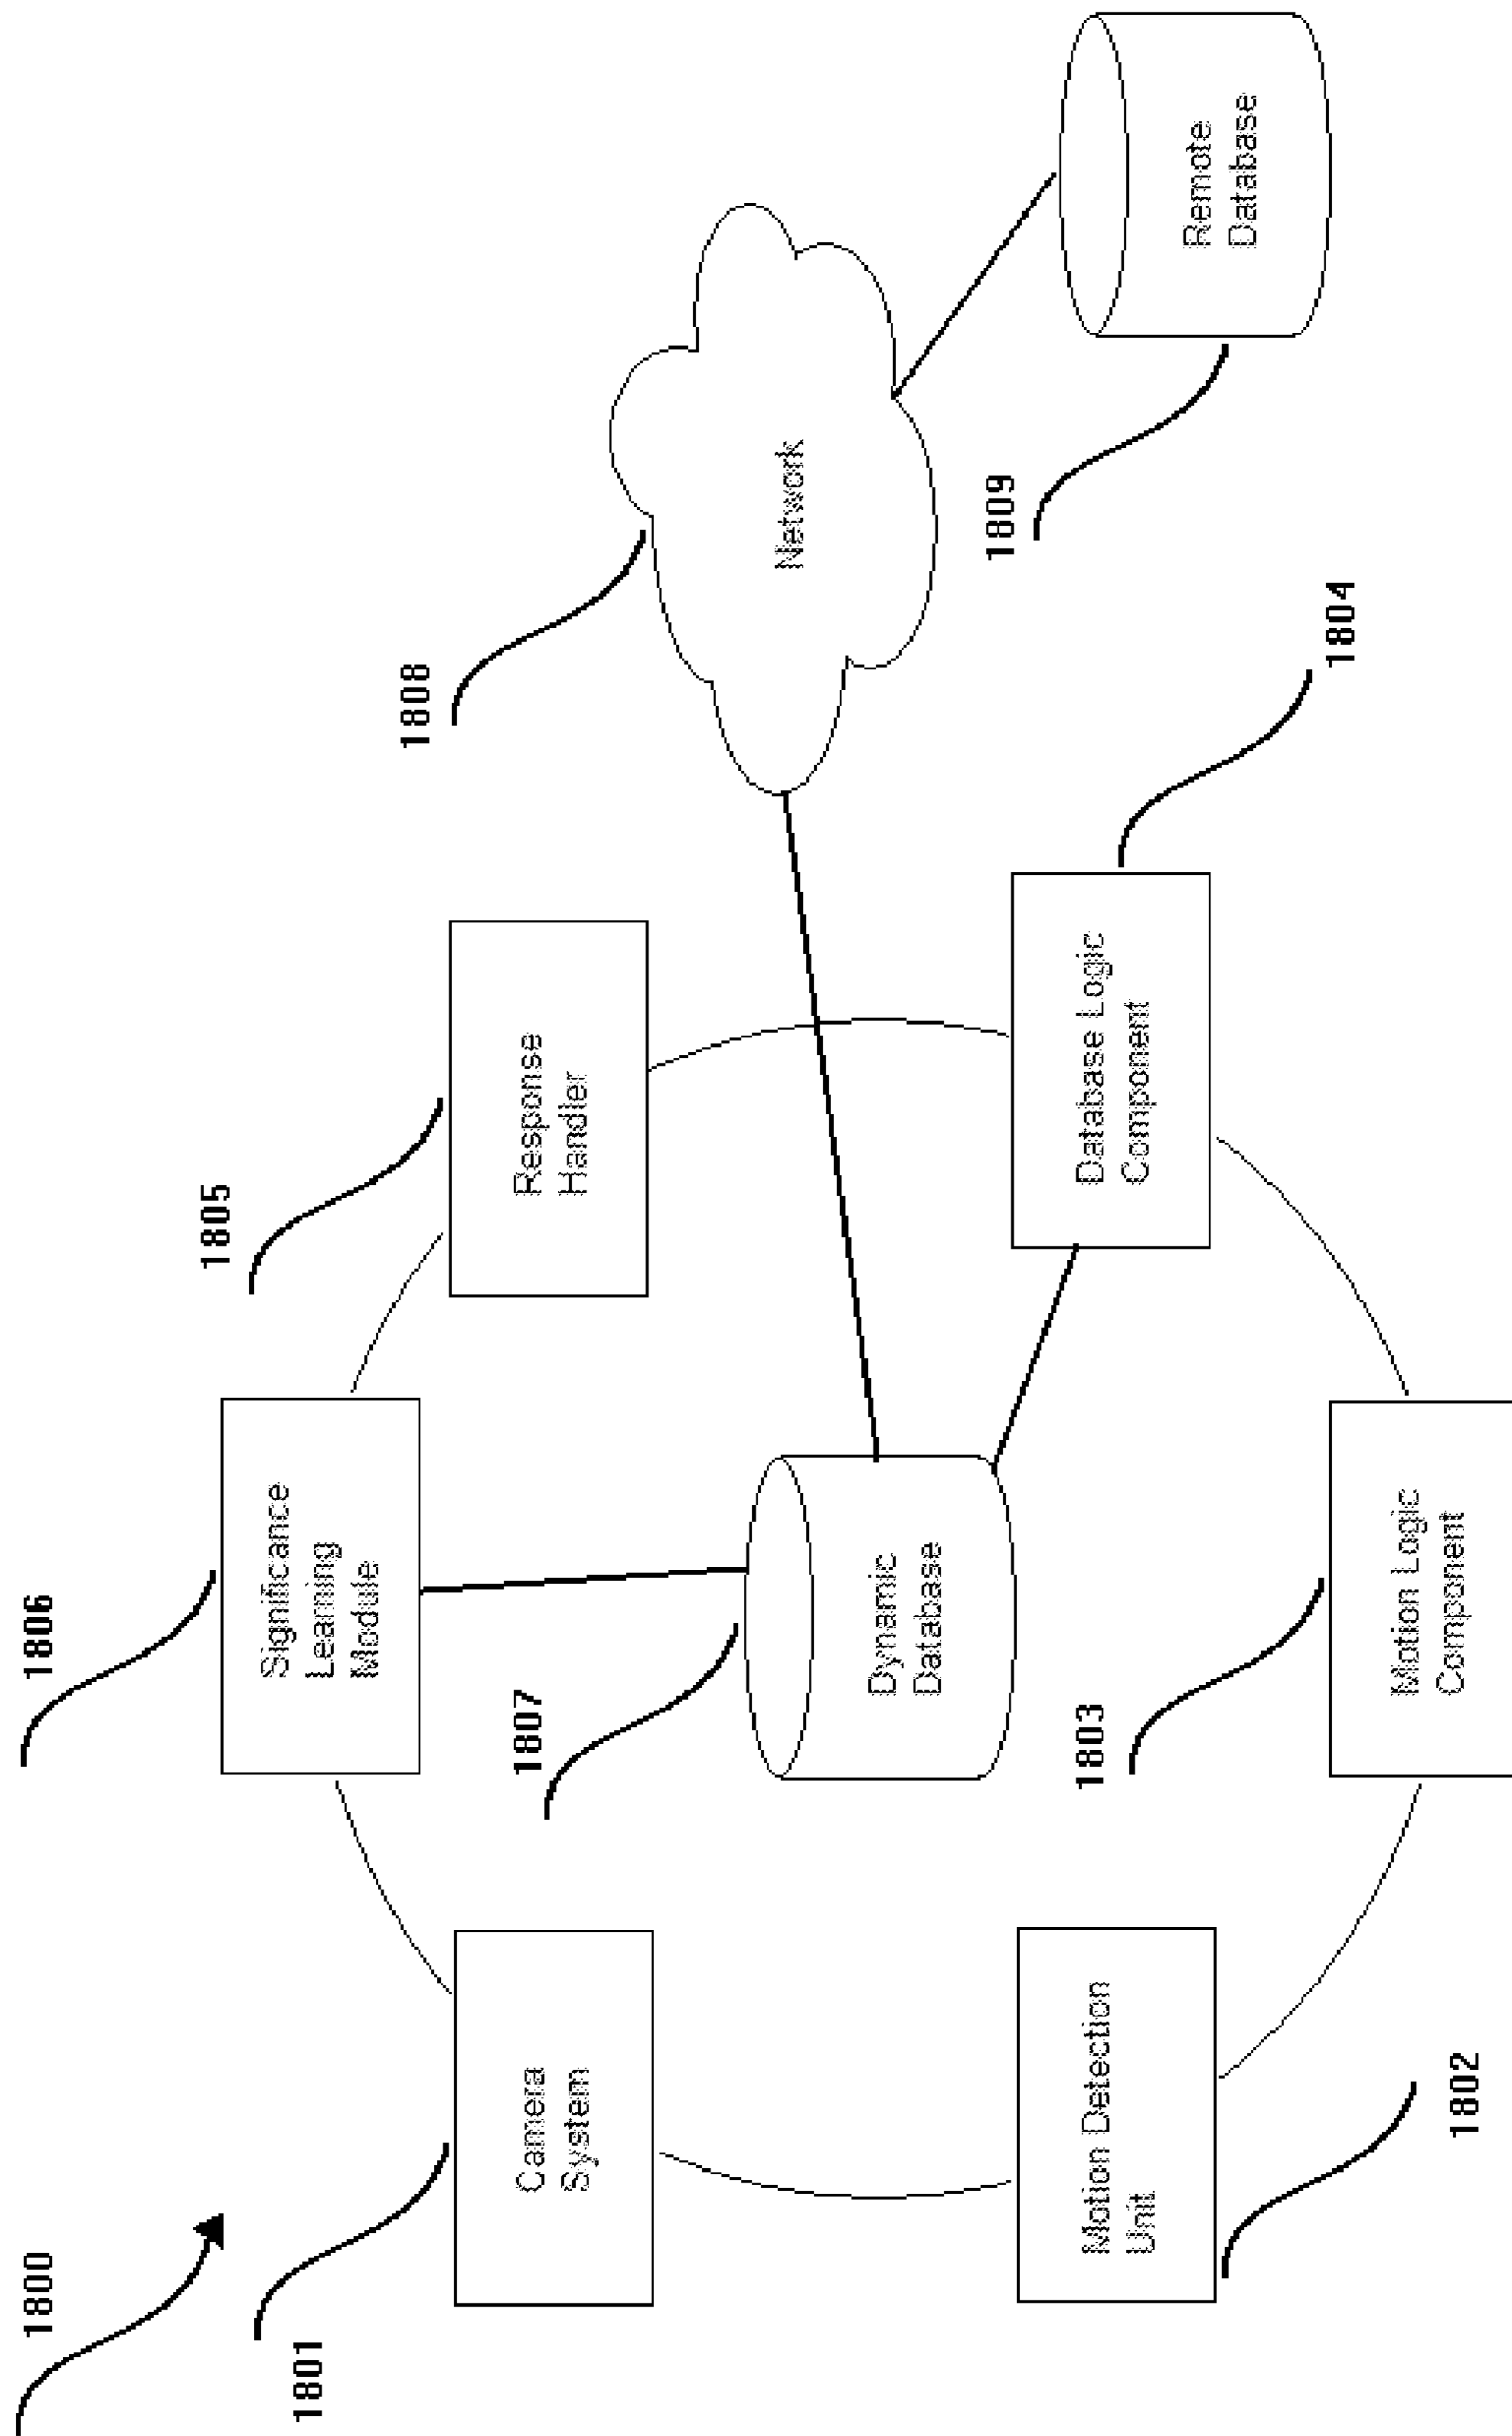 1800
1806
Significance
Learning
Module
1801
Camera
System
1805
Response
Handler
1808
Network
1807
Dynamic
Database
1802
Motion Detection
Unit
1803
Motion Logic
Component
1804
Database Logic
Component
1809
Remote
Database